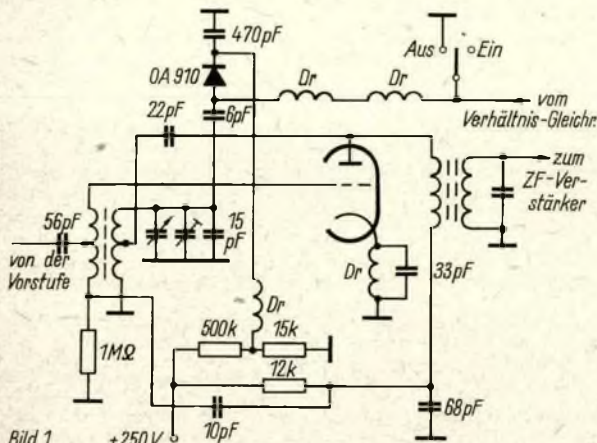 470pF
Aus
Ein
OA 910
Dr
Dr
vom
Verhältnis-Gleichr.
22pF
6pF
zum
ZF-Ver-
stärker
56pF
15
pF
von der
Vorstufe
Dr
33pF
Dr
500k
15k
1MΩ
12k
10pF
68pF
Bild 1
+250V